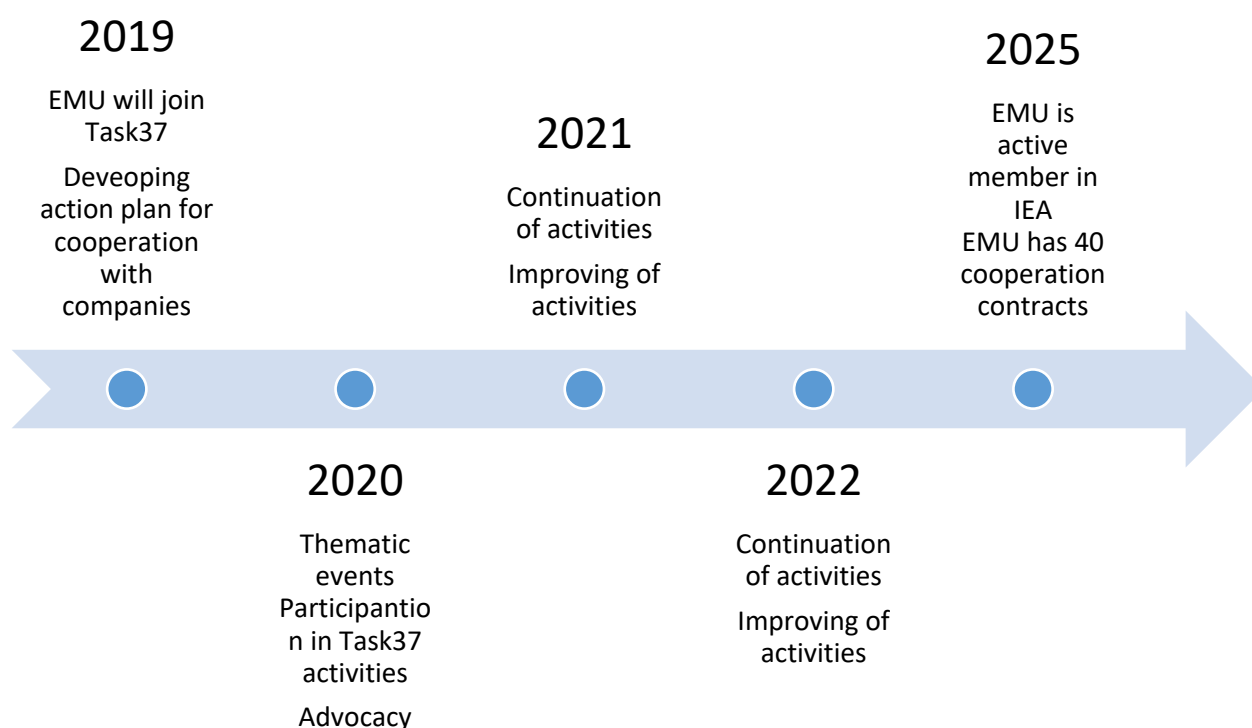 2019
EMU will join
Task37
Deveoping
action plan for
cooperation
with
companies
2020
Thematic
events
Participantio
n in Task37
activities
Advocacy
2021
Continuation
of activities
Improving of
activities
2022
Continuation
of activities
Improving of
activities
2025
EMU is
active
member in
IEA
EMU has 40
cooperation
contracts